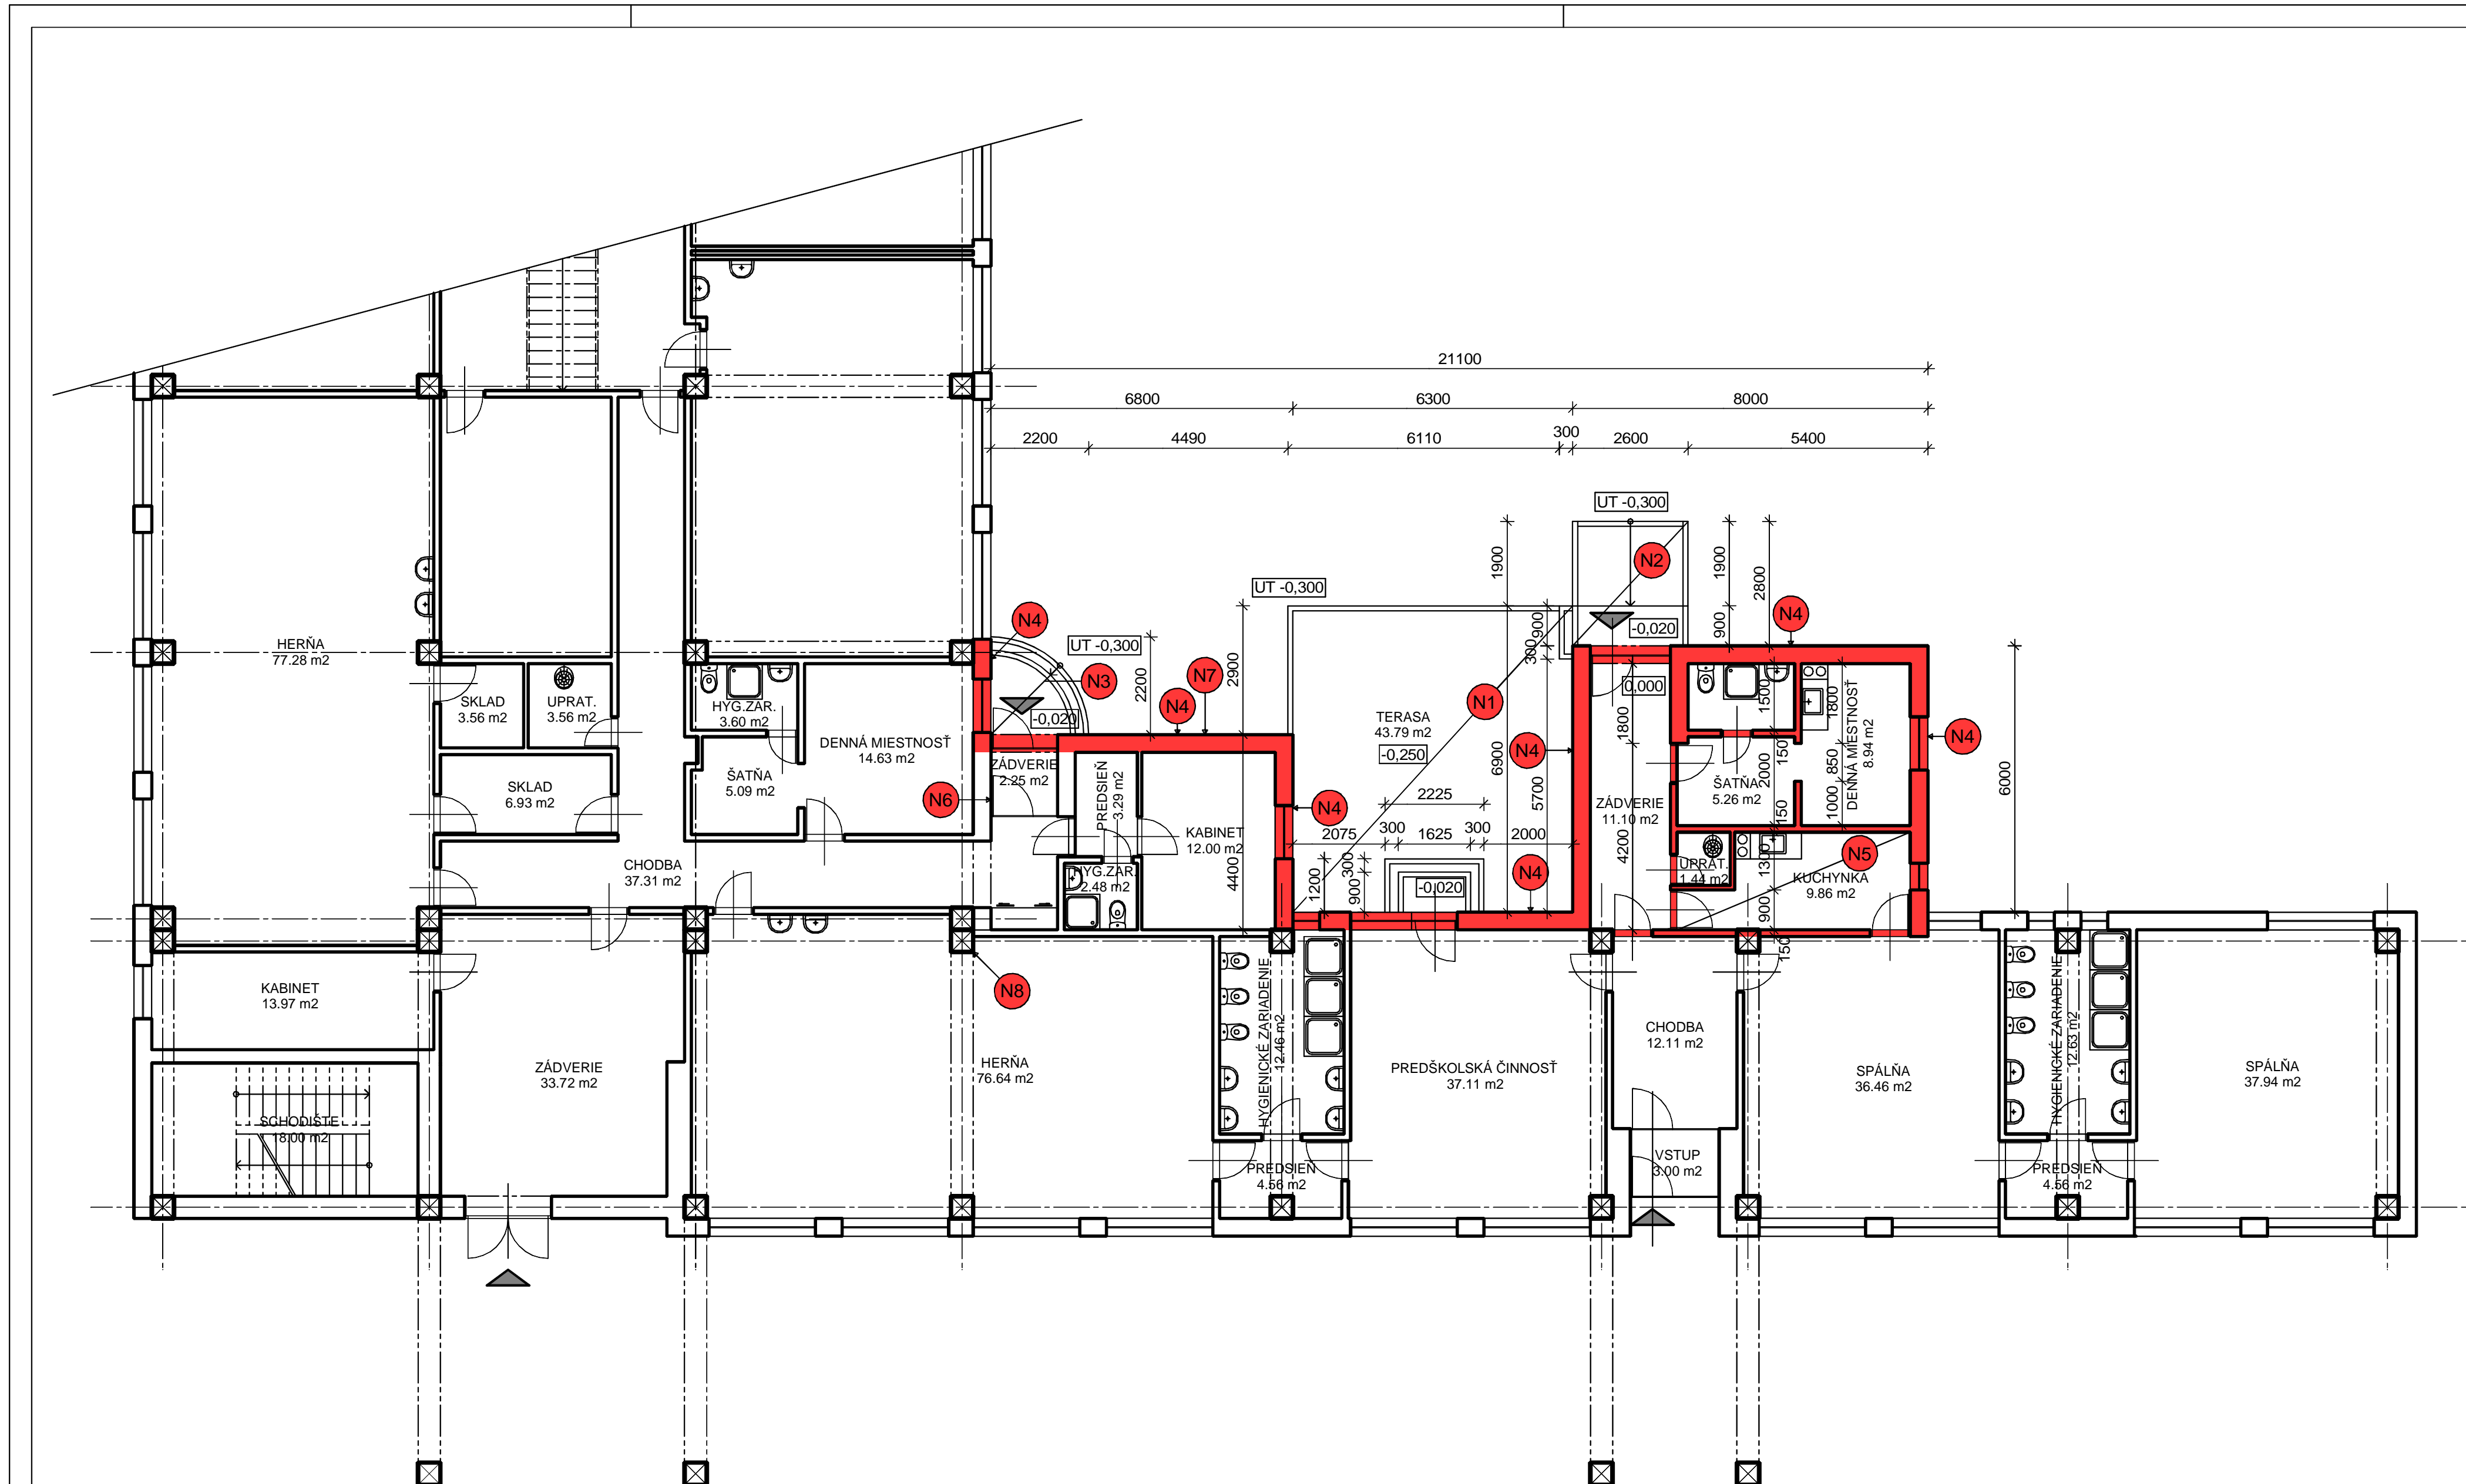 21100
6800
6300
8000
2200
4490
6110
300
2600
5400
UT -0,300
N2
1900
1900
2800
UT -0,300
N4
N4
900
900
-0,020
HERŇA
77.28 m2
UT -0,300
300
2200
2900
N3
N7
N4
N1
0,000
SKLAD
3.56 m2
UPRAT.
3.56 m2
HYG.ZAR.
3.60 m2
-0,020
TERASA
43.79 m2
-0,250
1800
1500
1800
DENNÁ MIESTNOSŤ
8.94 m2
N4
N4
DENNÁ MIESTNOSŤ
14.63 m2
6900
150
850
ZÁDVERIE
2.25 m2
PREDSIEŇ
3.29 m2
ŠATŇA
5.09 m2
2000
ŠATŇA
5.26 m2
6000
SKLAD
6.93 m2
N6
N4
2225
5700
ZÁDVERIE
11.10 m2
1000
150
KABINET
12.00 m2
2075
300
1625
300
2000
4200
N5
CHODBA
37.31 m2
HYG.ZAR.
2.48 m2
4400
1200
300
900
-0,020
N4
UPRAT.
1.44 m2
1300
KUCHYNKA
9.86 m2
900
150
KABINET
13.97 m2
N8
HYGIENICKÉ ZARIADENIE
12.46 m2
HYGIENICKÉ ZARIADENIE
12.63 m2
CHODBA
12.11 m2
ZÁDVERIE
33.72 m2
HERŇA
76.64 m2
PREDŠKOLSKÁ ČINNOSŤ
37.11 m2
SPÁLŇA
36.46 m2
SPÁLŇA
37.94 m2
SCHODIŠTE
18.00 m2
PREDSIEŇ
4.56 m2
VSTUP
3.00 m2
PREDSIEŇ
4.56 m2